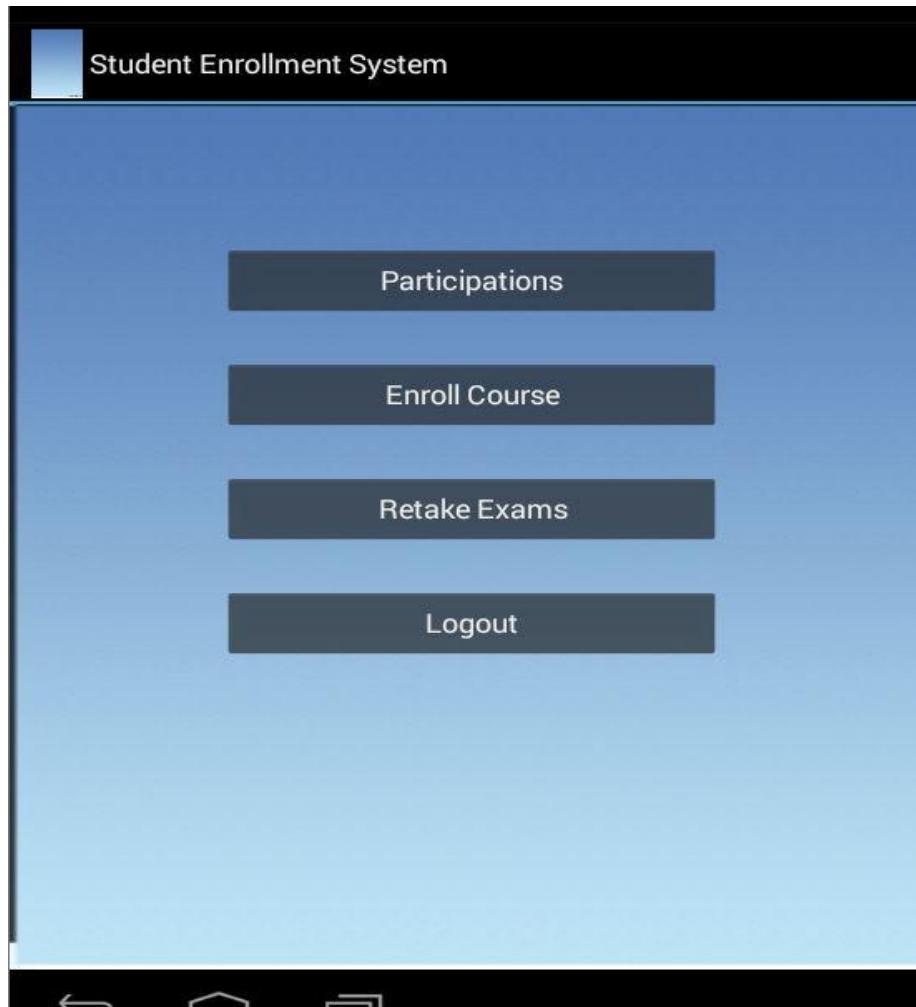 Student Enrollment System
Participations
Enroll Course
Retake Exams
Logout